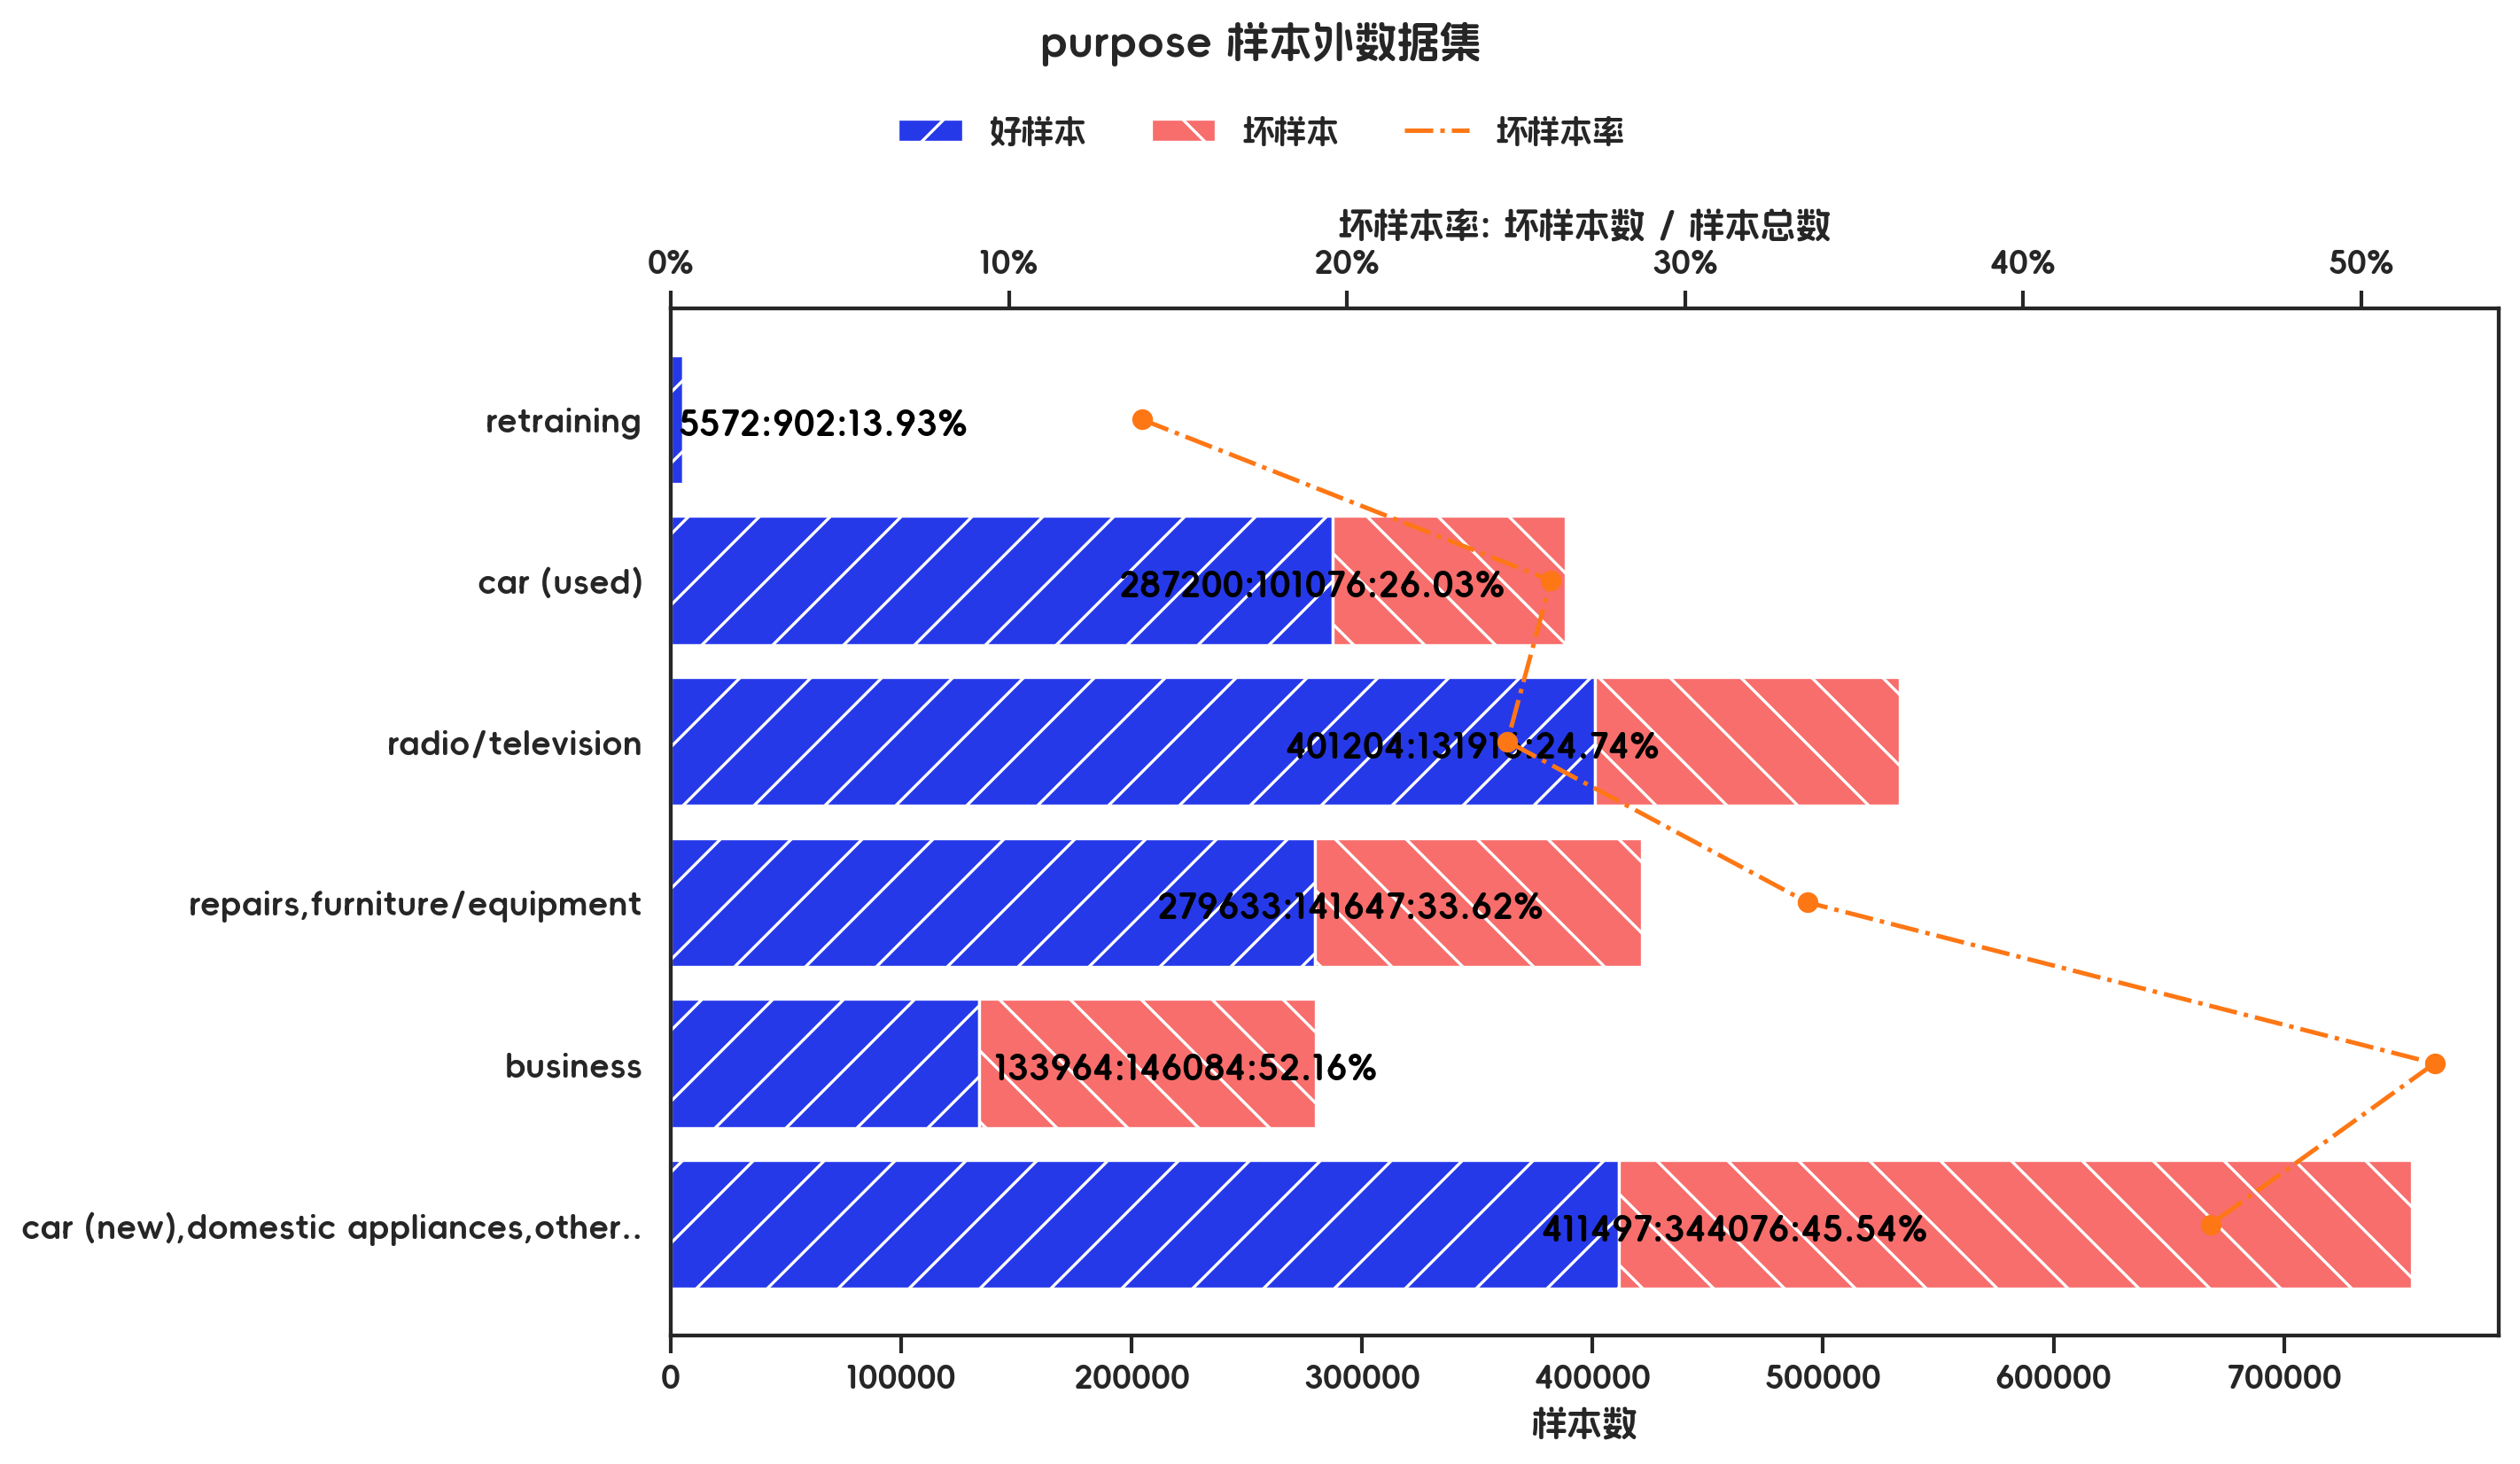 purpose 样本外数据集
好样本 坏样本 坏样本率
坏样本率: 坏样本数 / 样本总数
0% 10% 20% 30% 40% 50%
retraining 5572:902:13.93%
car (used) 287200:101076:26.03%
radio/television 401204:131915:24.74%
repairs,furniture/equipment 279633:141647:33.62%
business 133964:146084:52.16%
car (new),domestic appliances,other.. 411497:344076:45.54%
0 100000 200000 300000 400000 500000 600000 700000
样本数